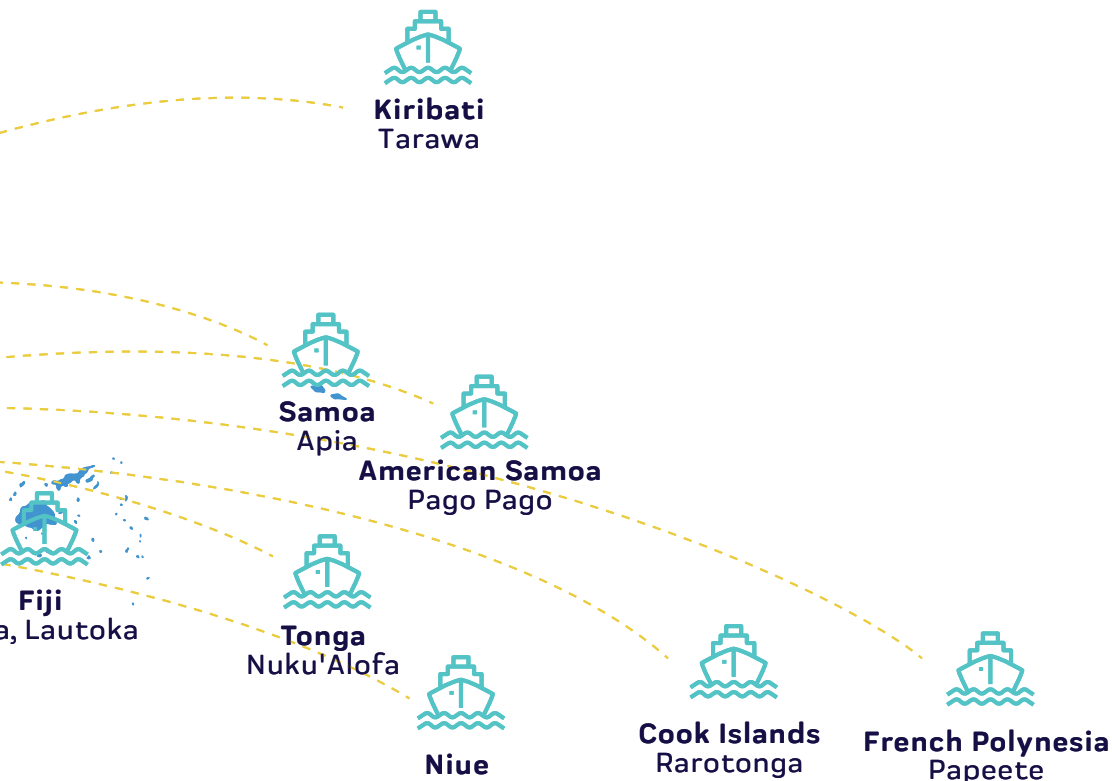 Kiribati
Tarawa
Samoa
Apia
American Samoa
Pago Pago
Fiji
a, Lautoka
Tonga
Nuku'Alofa
Niue
Cook Islands
Rarotonga
French Polynesia
Papeete